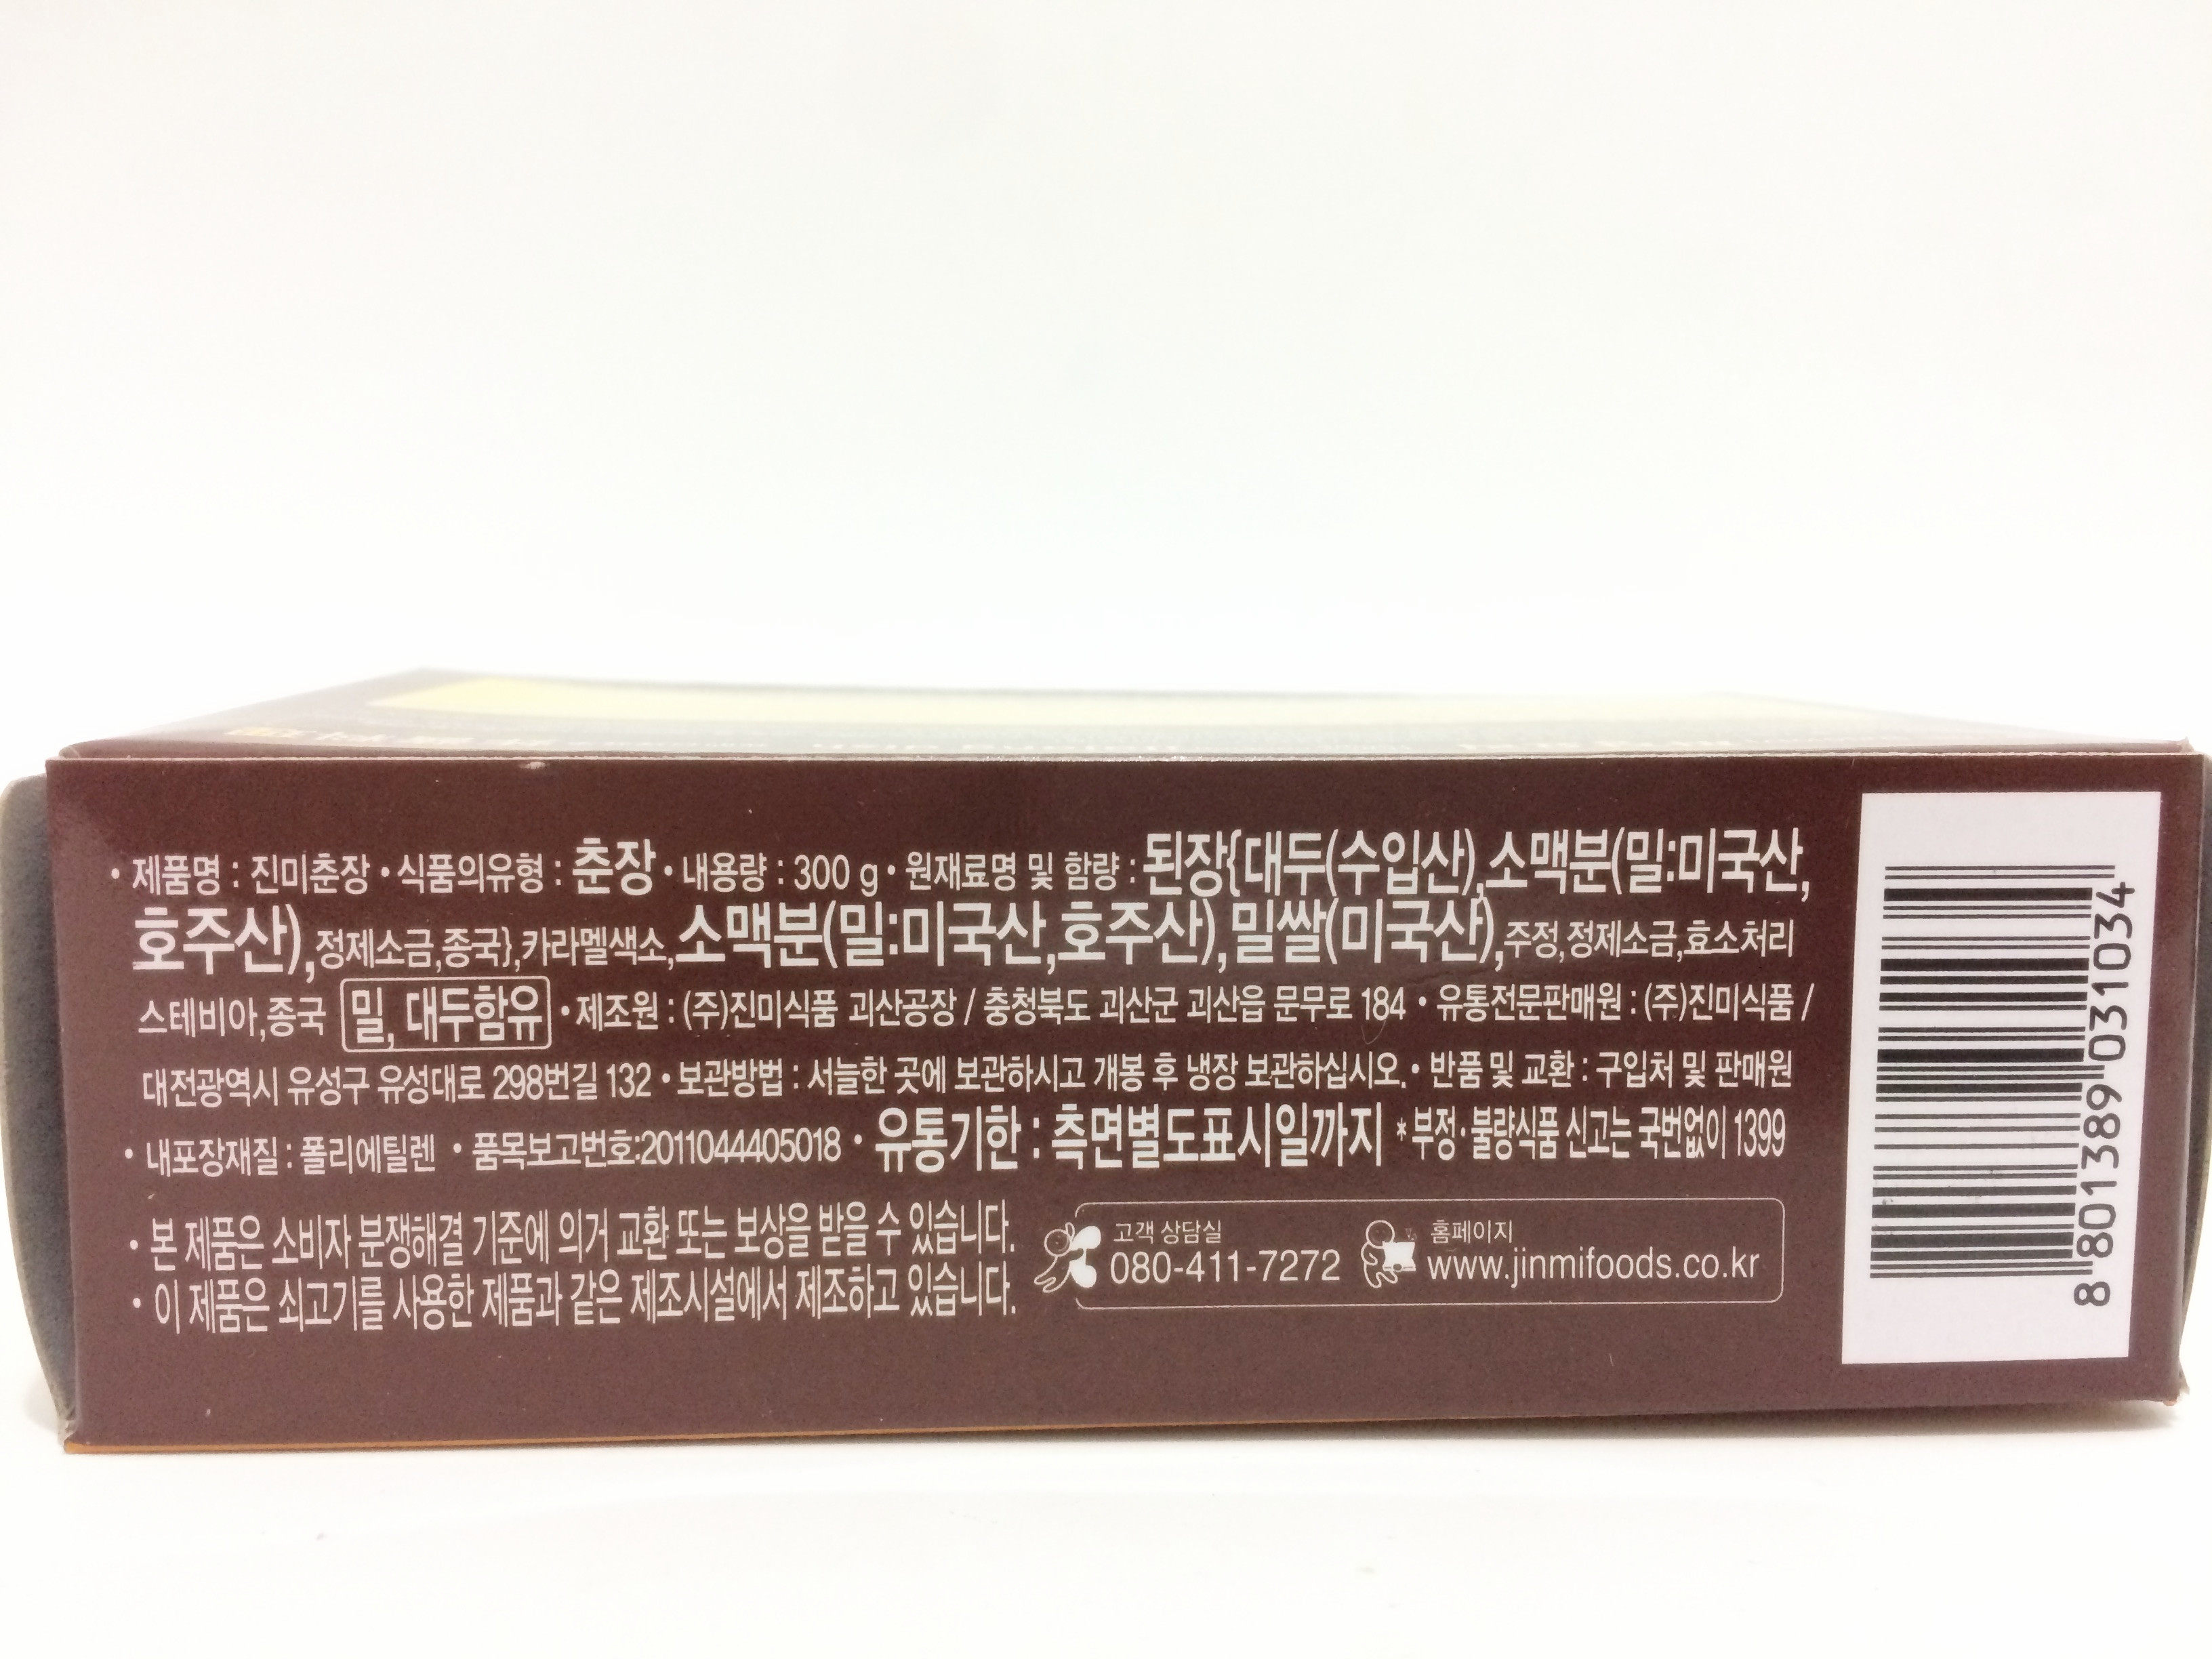 • 제품명 : 진미춘장 • 식품의유형 : 춘장 • 내용량 : 300 g • 원재료명 및 함량 : 된장{대두(수입산),소맥분(밀:미국산,
호주산),정제소금,종국},카라멜색소,소맥분(밀:미국산,호주산),밀쌀(미국산),주정,정제소금,효소처리
스테비아,종국 밀, 대두함유 • 제조원 : (주)진미식품 괴산공장 / 충청북도 괴산군 괴산읍 문무로 184 • 유통전문판매원 : (주)진미식품 /
대전광역시 유성구 유성대로 298번길 132 • 보관방법 : 서늘한 곳에 보관하시고 개봉 후 냉장 보관하십시오. • 반품 및 교환 : 구입처 및 판매원
• 내포장재질 : 폴리에틸렌 • 품목보고번호:2011044405018 • 유통기한 : 측면별도표시일까지 *부정·불량식품 신고는 국번없이 1399
• 본 제품은 소비자 분쟁해결 기준에 의거 교환 또는 보상을 받을 수 있습니다.
• 이 제품은 쇠고기를 사용한 제품과 같은 제조시설에서 제조하고 있습니다.
고객 상담실
080-411-7272
홈페이지
www.jinmifoods.co.kr
8 801389 031034